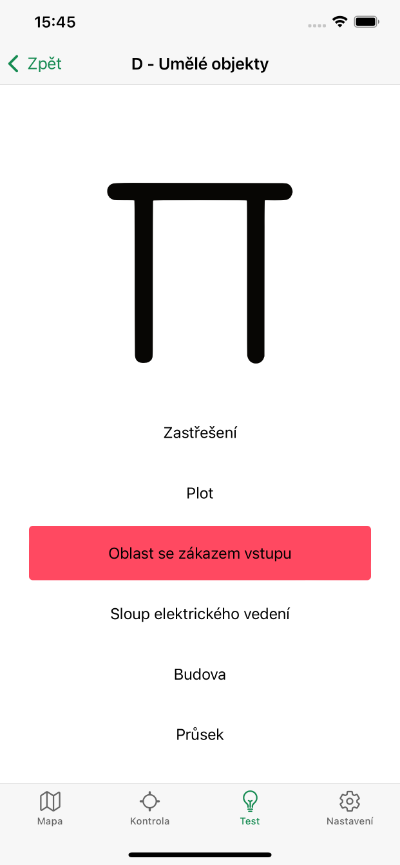 15:45
Zpět
D - Umělé objekty
Zastřešení
Plot
Oblast se zákazem vstupu
Sloup elektrického vedení
Budova
Průsek
Mapa
Kontrola
Test
Nastavení